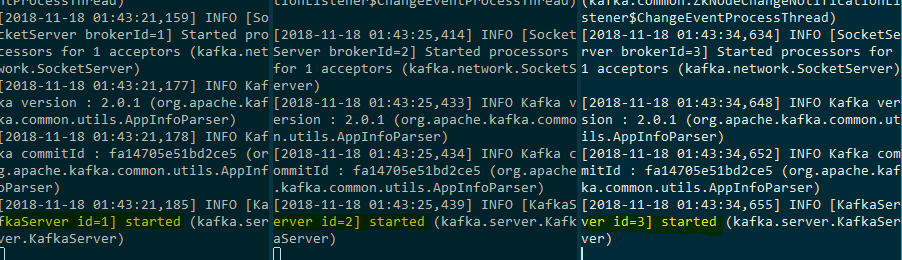 tionListener$ChangeEventProcessThread)
[2018-11-18 01:43:21,159] INFO [So
cketServer brokerId=1] Started pro
cessors for 1 acceptors (kafka.net
work.SocketServer)
[2018-11-18 01:43:21,177] INFO Kaf
ka version : 2.0.1 (org.apache.kaf
ka.common.utils.AppInfoParser)
[2018-11-18 01:43:21,178] INFO Kaf
ka commitId : fa14705e51bd2ce5 (or
g.apache.kafka.common.utils.AppInf
oParser)
[2018-11-18 01:43:21,185] INFO [Ka
fkaServer id=1] started (kafka.ser
ver.KafkaServer)
[2018-11-18 01:43:25,414] INFO [Socket
Server brokerId=2] Started processors
for 1 acceptors (kafka.network.SocketS
erver)
[2018-11-18 01:43:25,433] INFO Kafka v
ersion : 2.0.1 (org.apache.kafka.commo
n.utils.AppInfoParser)
[2018-11-18 01:43:25,434] INFO Kafka c
ommitId : fa14705e51bd2ce5 (org.apache
.kafka.common.utils.AppInfoParser)
[2018-11-18 01:43:25,439] INFO [KafkaS
erver id=2] started (kafka.server.Kafk
aServer)
(kafka.common.ZkNodeChangeNotificationLi
stener$ChangeEventProcessThread)
[2018-11-18 01:43:34,634] INFO [SocketSe
rver brokerId=3] Started processors for
1 acceptors (kafka.network.SocketServer)
[2018-11-18 01:43:34,648] INFO Kafka ver
sion : 2.0.1 (org.apache.kafka.common.ut
ils.AppInfoParser)
[2018-11-18 01:43:34,652] INFO Kafka com
mitId : fa14705e51bd2ce5 (org.apache.kaf
ka.common.utils.AppInfoParser)
[2018-11-18 01:43:34,655] INFO [KafkaSer
ver id=3] started (kafka.server.KafkaSer
ver)